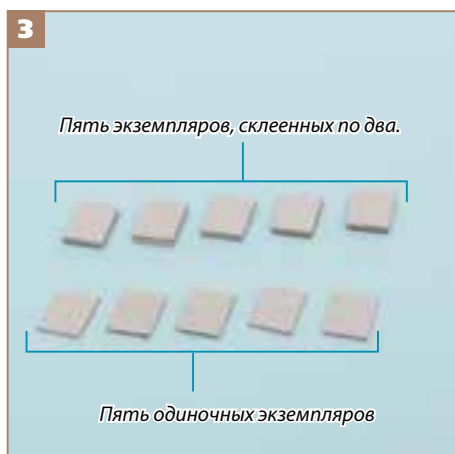 3
Пять экземпляров, склеенных по два.
Пять одиночных экземпляров